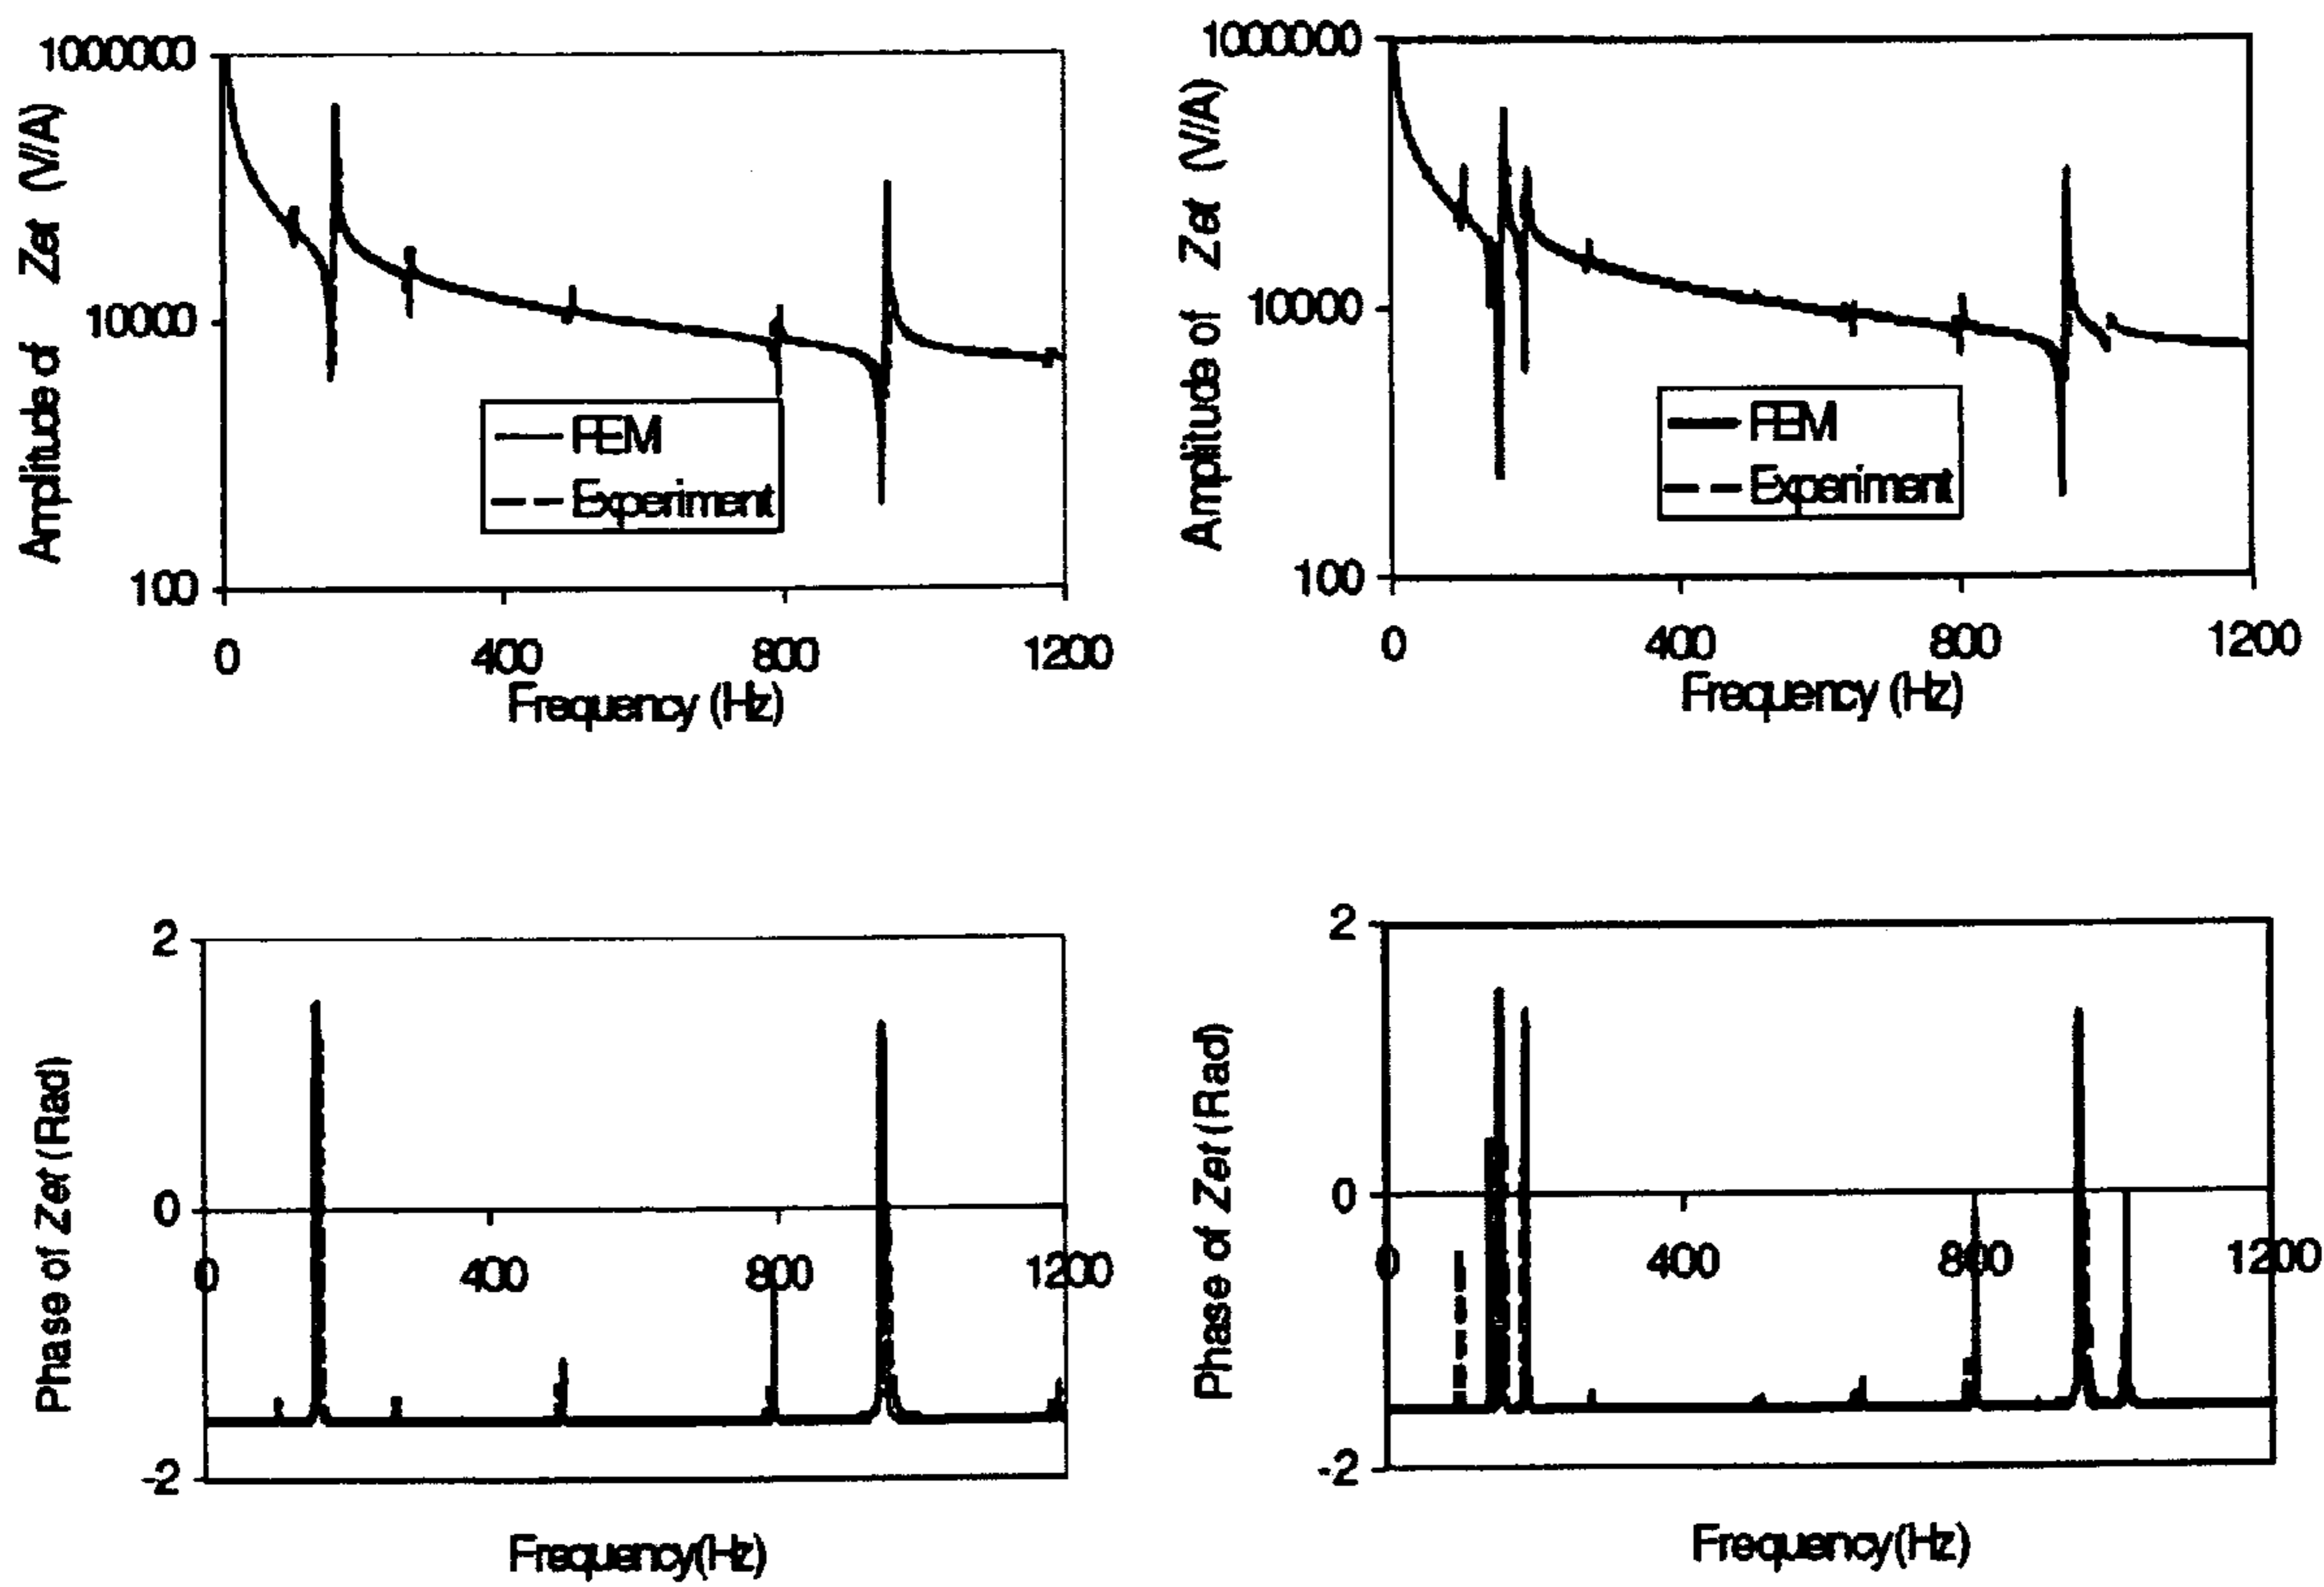 1000000
10000
100
Amplitude of Zet (V/A)
FEM
Experiment
0 400 800 1200
Frequency (Hz)
1000000
10000
100
Amplitude of Zet (V/A)
FEM
Experiment
0 400 800 1200
Frequency (Hz)
2
0
-2
Phase of Zet (Rad)
0 400 800 1200
Frequency(Hz)
2
0
-2
Phase of Zet (Rad)
0 400 800 1200
Frequency(Hz)